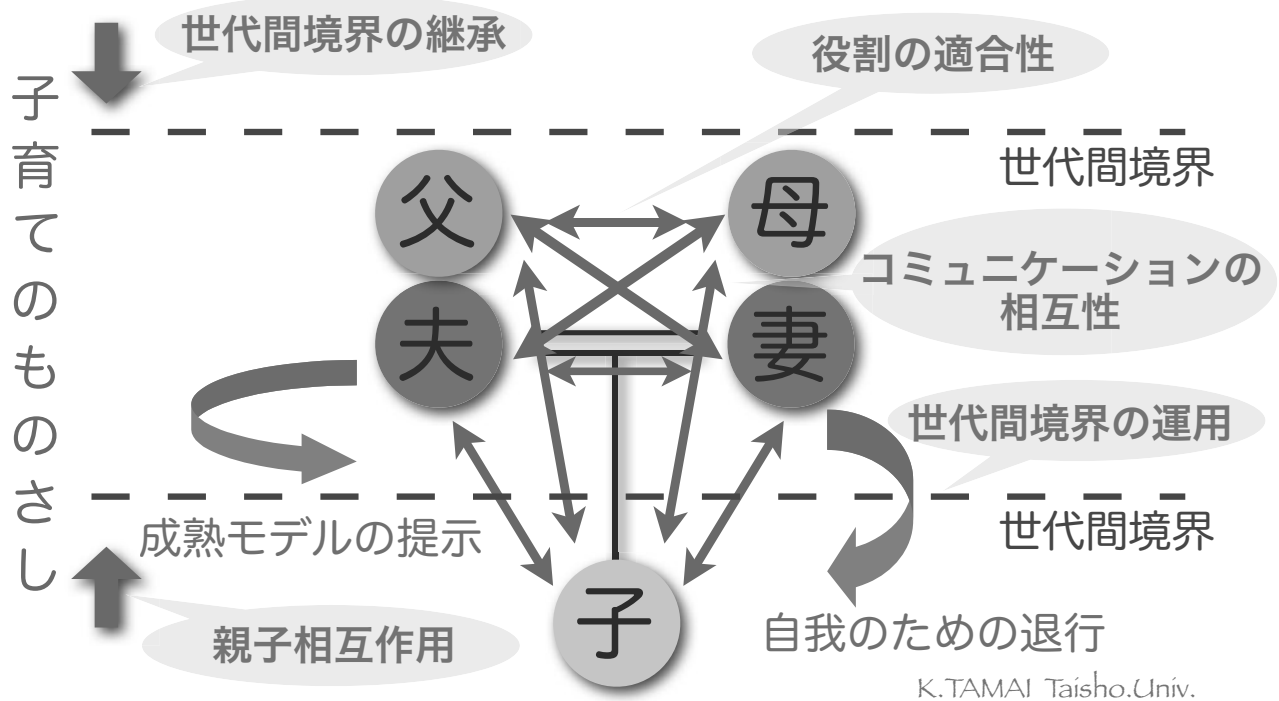 子育てのものさし
世代間境界の継承
役割の適合性
世代間境界
父
母
コミュニケーションの
相互性
夫
妻
世代間境界の運用
世代間境界
成熟モデルの提示
子
親子相互作用
自我のための退行
K.TAMAI Taisho.Univ.